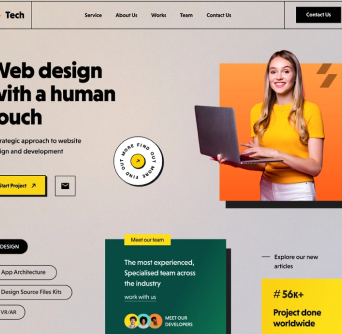 Tech
Service
About Us
Works
Team
Contact Us
Contact Us
Web design
with a human
touch
ategic approach to website
ign and development
Start Project
FIND OUT MORE FIND OUT MORE
DESIGN
App Architecture
Design Source Files Kits
VR/AR
Meet our team
The most experienced,
Specialised team across
the industry
work with us
MEET OUR
DEVELOPERS
Explore our new
articles
# 56K+
Project done
worldwide